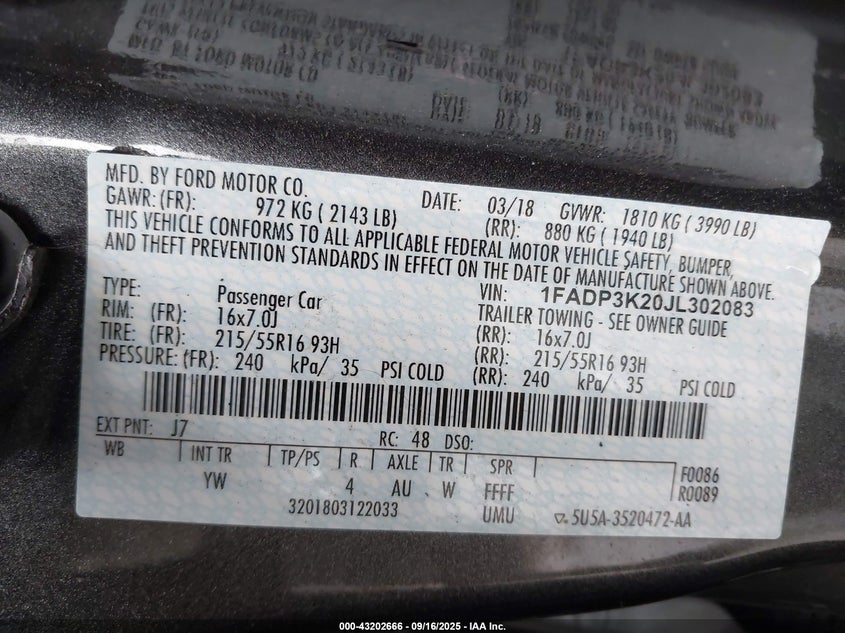 MFD. BY FORD MOTOR CO. DATE: 03/18 GVWR: 1810 KG ( 3990 LB)
GAWR: (FR): 972 KG ( 2143 LB) (RR): 880 KG ( 1940 LB)
THIS VEHICLE CONFORMS TO ALL APPLICABLE FEDERAL MOTOR VEHICLE SAFETY, BUMPER,
AND THEFT PREVENTION STANDARDS IN EFFECT ON THE DATE OF MANUFACTURE SHOWN ABOVE.
VIN: 1FADP3K20JL302083
TYPE: Passenger Car TRAILER TOWING - SEE OWNER GUIDE
RIM: (FR): 16x7.0J (RR): 16x7.0J
TIRE: (FR): 215/55R16 93H (RR): 215/55R16 93H
PRESSURE: (FR): 240 kPa/ 35 PSI COLD (RR): 240 kPa/ 35 PSI COLD
EXT PNT: J7 RC: 48 DSO:
WB INT TR TP/PS R AXLE TR SPR F0086
YW 4 AU W FFFF R0089
3201803122033 UMU 5U5A-3520472-AA
000-43202666 - 09/16/2025 - IAA Inc.